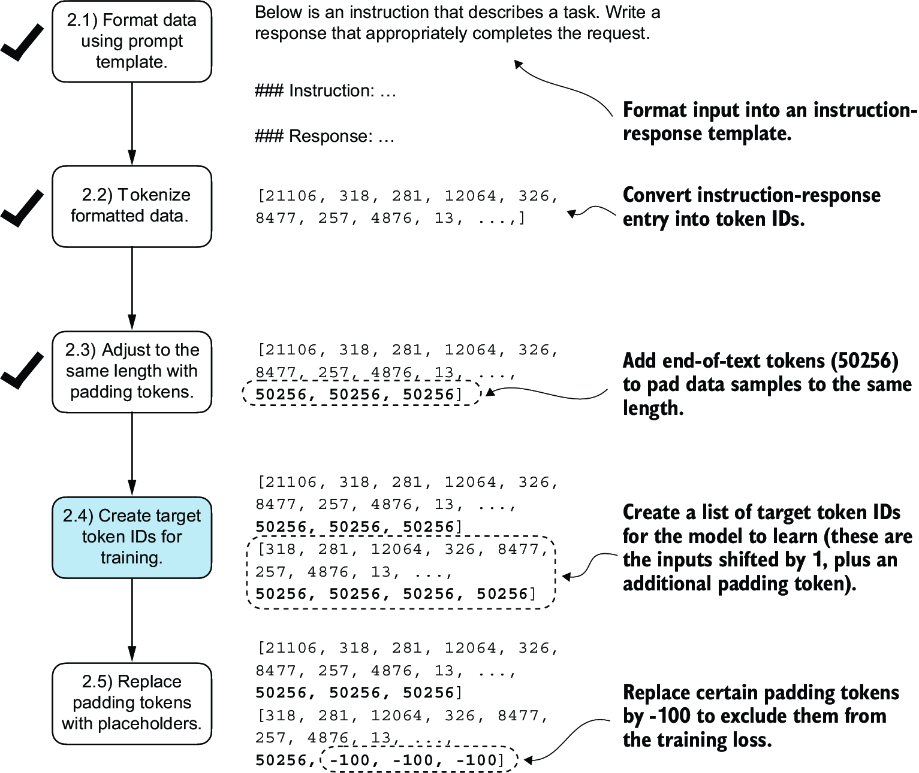 2.1) Format data
using prompt
template.
Below is an instruction that describes a task. Write a
response that appropriately completes the request.
### Instruction: …
### Response: …
Format input into an instruction-
response template.
2.2) Tokenize
formatted data.
[21106, 318, 281, 12064, 326,
8477, 257, 4876, 13, ...,]
Convert instruction-response
entry into token IDs.
2.3) Adjust to the
same length with
padding tokens.
[21106, 318, 281, 12064, 326,
8477, 257, 4876, 13, ...,
50256, 50256, 50256]
Add end-of-text tokens (50256)
to pad data samples to the same
length.
2.4) Create target
token IDs for
training.
[21106, 318, 281, 12064, 326,
8477, 257, 4876, 13, ...,
50256, 50256, 50256]
[318, 281, 12064, 326, 8477,
257, 4876, 13, ...,
50256, 50256, 50256, 50256]
Create a list of target token IDs
for the model to learn (these are
the inputs shifted by 1, plus an
additional padding token).
2.5) Replace
padding tokens
with placeholders.
[21106, 318, 281, 12064, 326,
8477, 257, 4876, 13, ...,
50256, 50256, 50256]
[318, 281, 12064, 326, 8477,
257, 4876, 13, ...,
50256, -100, -100, -100]
Replace certain padding tokens
by -100 to exclude them from
the training loss.